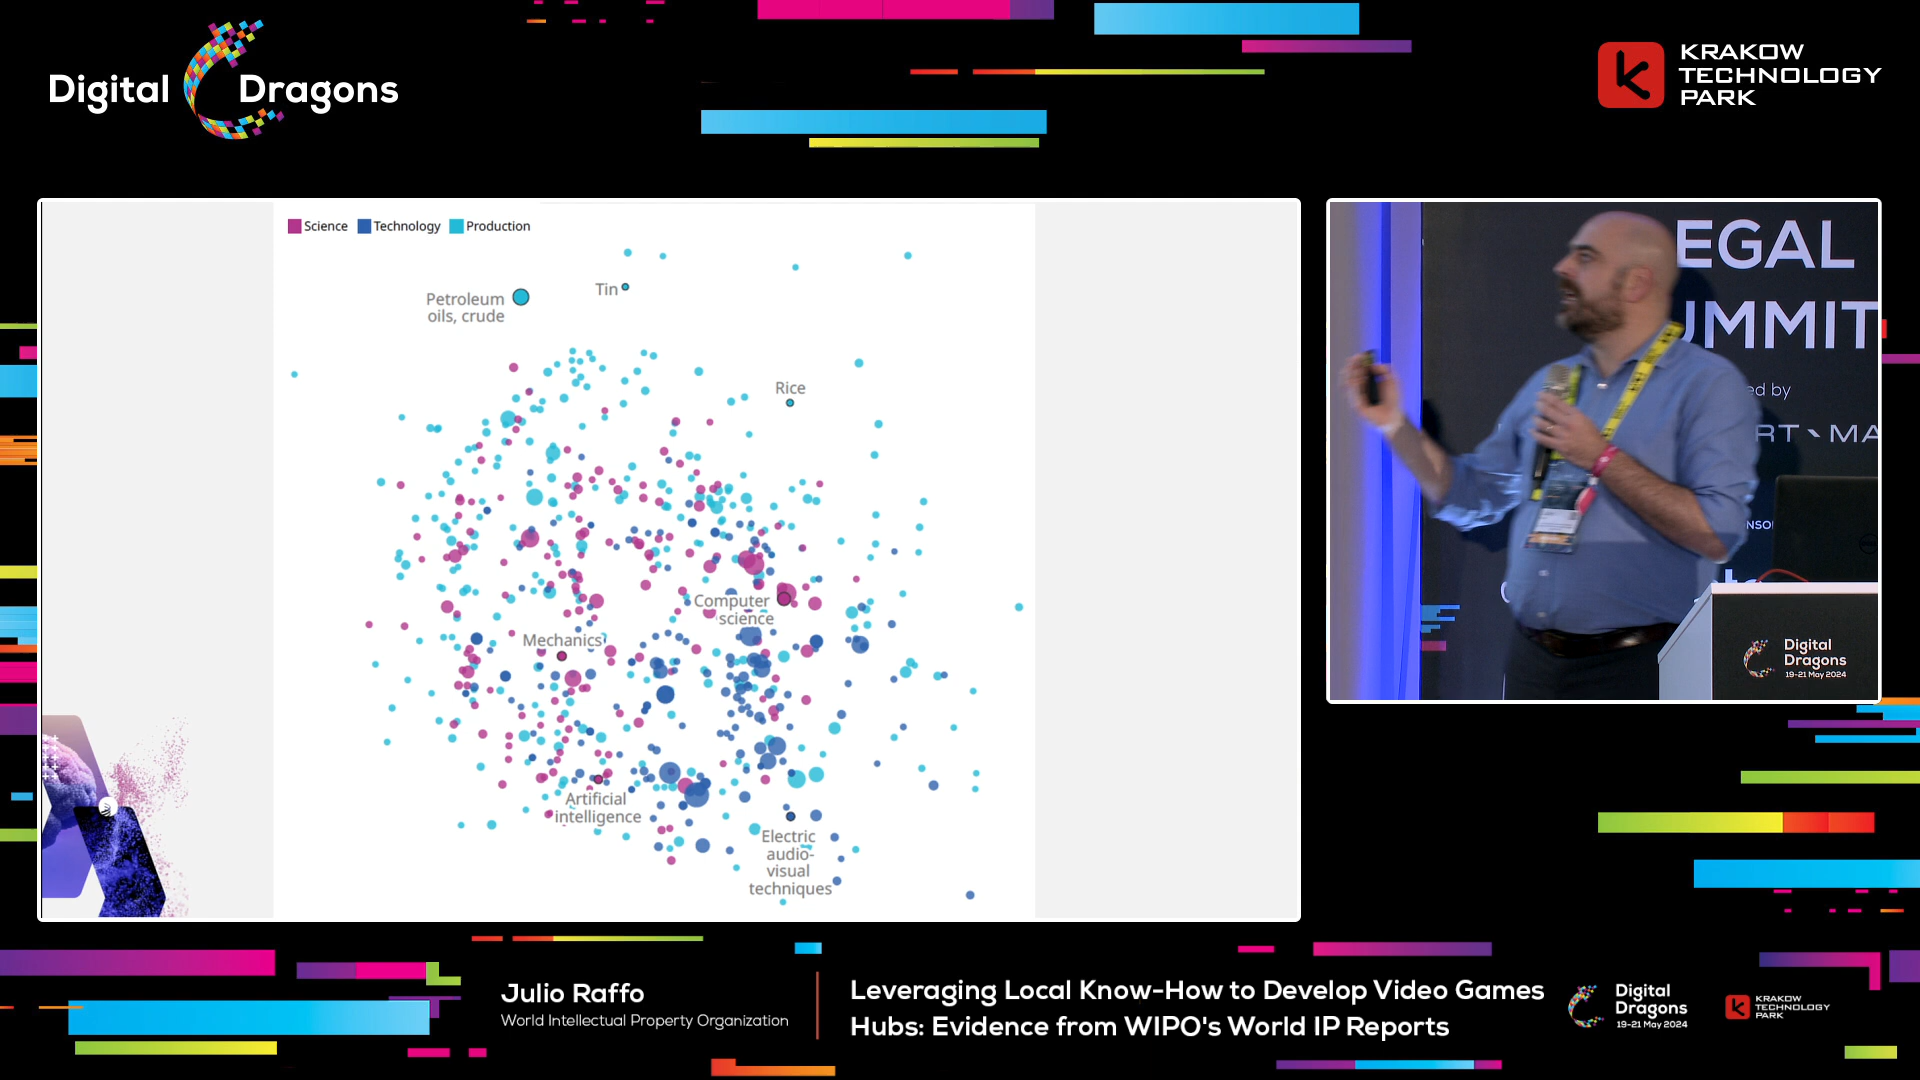 Digital Dragons
KRAKOW
TECHNOLOGY
PARK
Science Technology Production
Petroleum
oils, crude
Tin
Rice
Computer
science
Mechanics
Artificial
intelligence
Electric
audio-
visual
techniques
EGAL
UMMIT
ed by
RT MA
NSO
Digital
Dragons
19-21 May 2024
Julio Raffo
World Intellectual Property Organization
Leveraging Local Know-How to Develop Video Games
Hubs: Evidence from WIPO's World IP Reports
Digital
Dragons
19-21 May 2024
KRAKOW
TECHNOLOGY
PARK